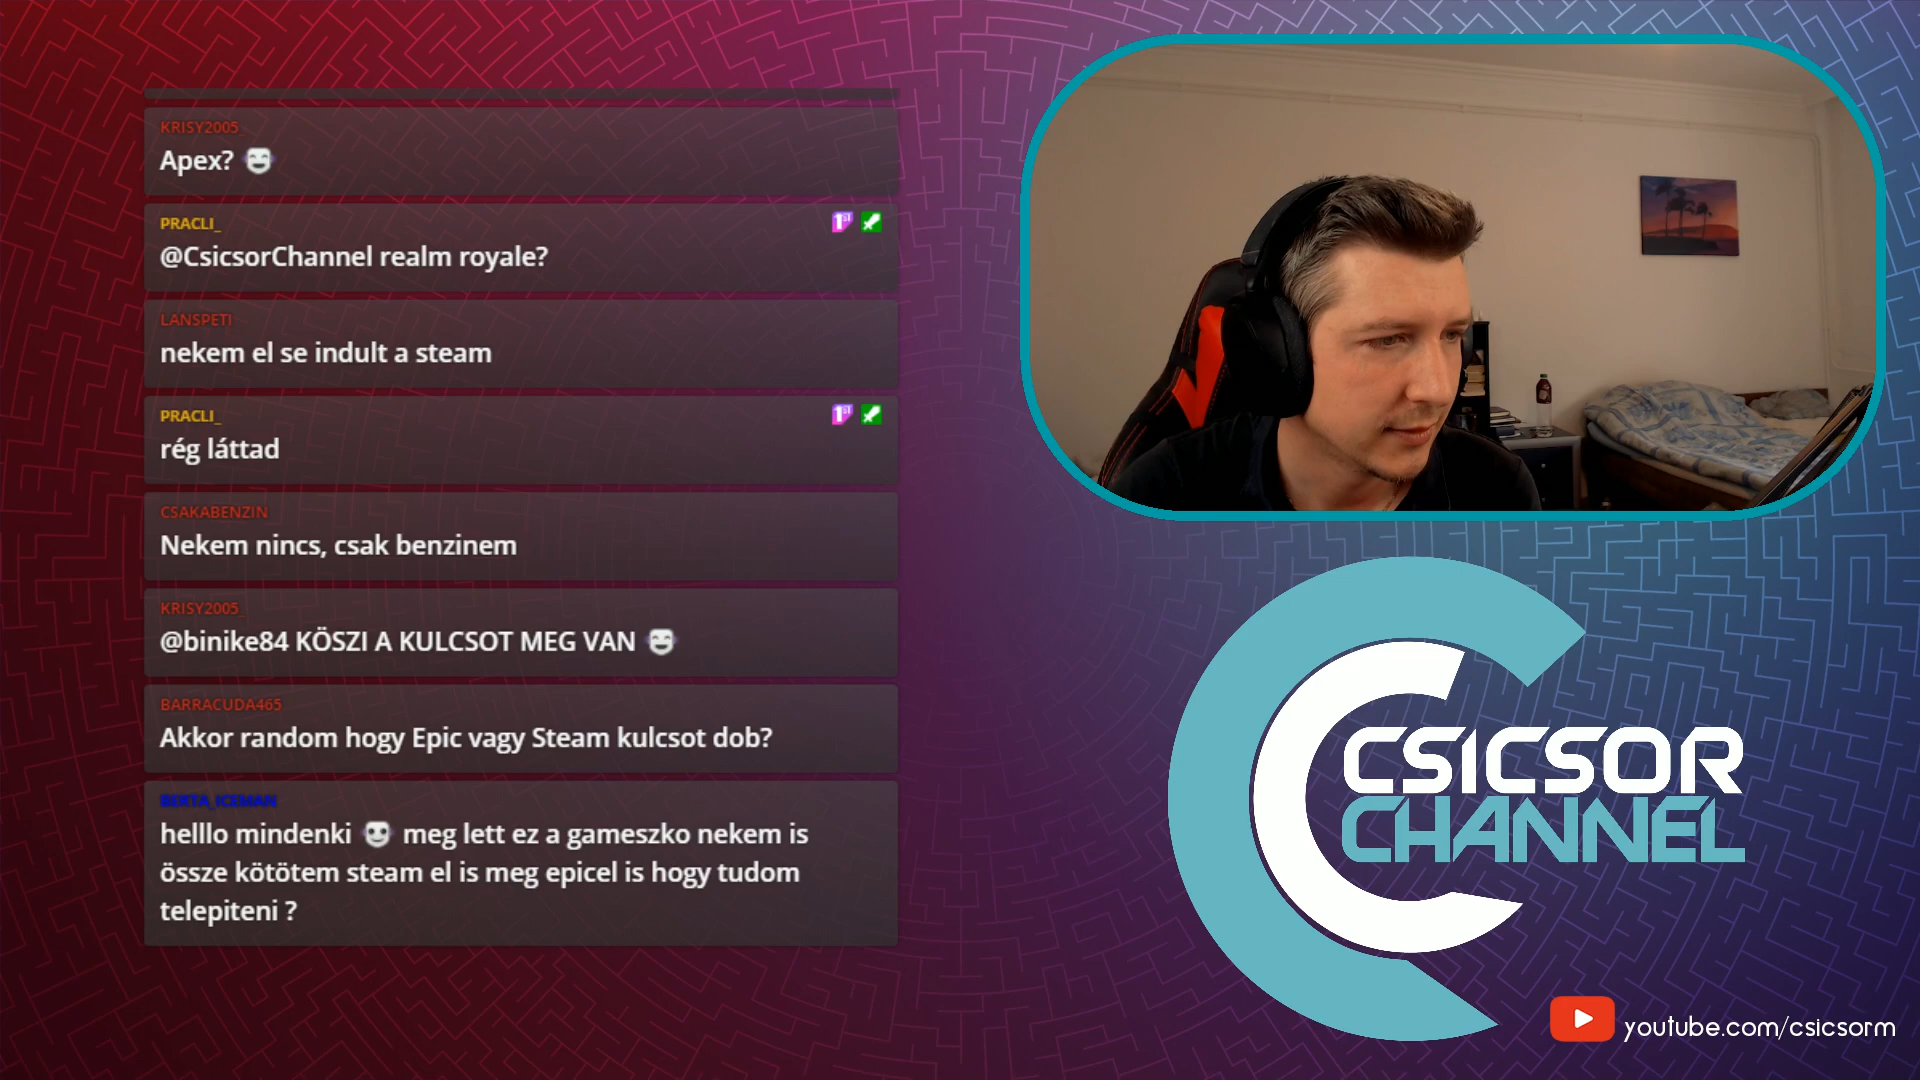 KRISY2005_
Apex?
PRACLI_
@CsicsorChannel realm royale?
LANSPETI
nekem el se indult a steam
PRACLI_
rég láttad
CSAKABENZIN
Nekem nincs, csak benzinem
KRISY2005_
@binike84 KÖSZI A KULCSOT MEG VAN
BARRACUDA465
Akkor random hogy Epic vagy Steam kulcsot dob?
BERTA_ICEMAN
helllo mindenki meg lett ez a gameszko nekem is
össze kötötem steam el is meg epicel is hogy tudom
telepiteni ?
CSICSOR
CHANNEL
youtube.com/csicsorm